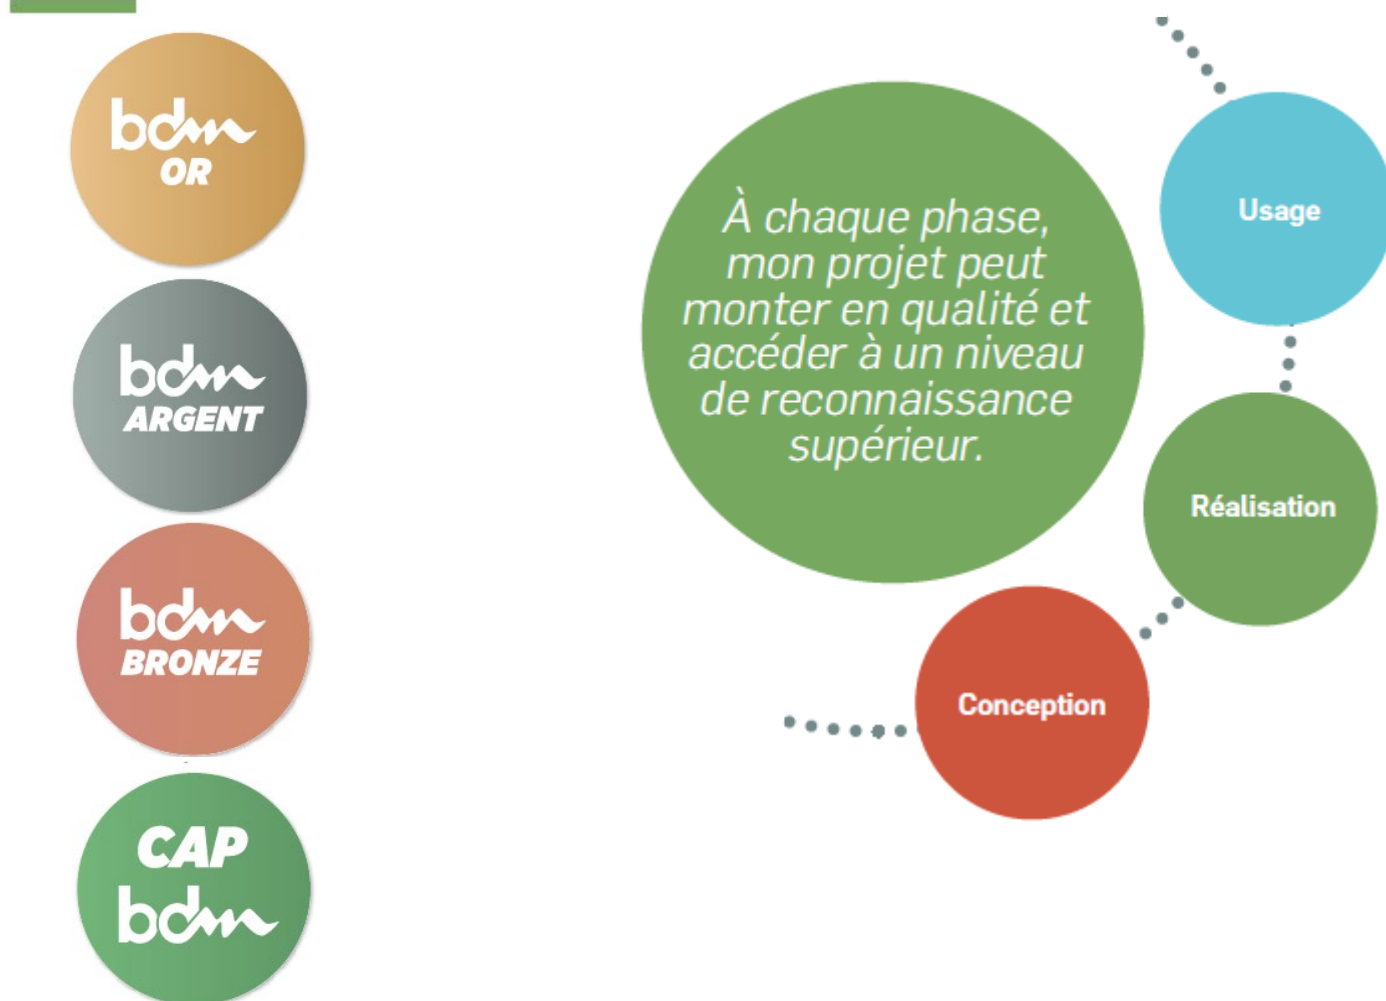 bdm
OR
bdm
ARGENT
bdm
BRONZE
CAP
bdm
À chaque phase,
mon projet peut
monter en qualité et
accéder à un niveau
de reconnaissance
supérieur.
Usage
Réalisation
Conception